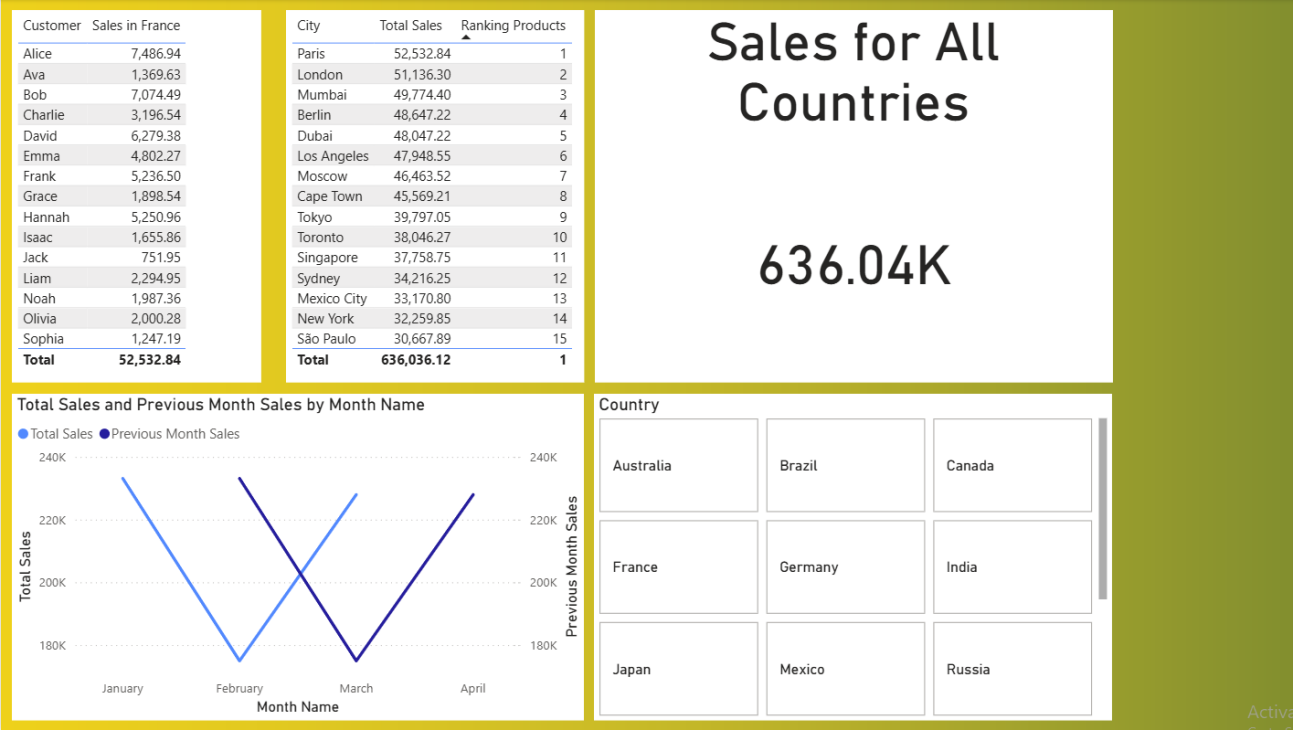 Customer Sales in France
Alice 7,486.94
Ava 1,369.63
Bob 7,074.49
Charlie 3,196.54
David 6,279.38
Emma 4,802.27
Frank 5,236.50
Grace 1,898.54
Hannah 5,250.96
Isaac 1,655.86
Jack 751.95
Liam 2,294.95
Noah 1,987.36
Olivia 2,000.28
Sophia 1,247.19
Total 52,532.84
City Total Sales Ranking Products
Paris 52,532.84 1
London 51,136.30 2
Mumbai 49,774.40 3
Berlin 48,647.22 4
Dubai 48,047.22 5
Los Angeles 47,948.55 6
Moscow 46,463.52 7
Cape Town 45,569.21 8
Tokyo 39,797.05 9
Toronto 38,046.27 10
Singapore 37,758.75 11
Sydney 34,216.25 12
Mexico City 33,170.80 13
New York 32,259.85 14
São Paulo 30,667.89 15
Total 636,036.12 1
Sales for All
Countries
636.04K
Total Sales and Previous Month Sales by Month Name
Total Sales Previous Month Sales
240K 240K
220K 220K
200K 200K
180K 180K
Total Sales
Previous Month Sales
January February March April
Month Name
Country
Australia Brazil Canada
France Germany India
Japan Mexico Russia